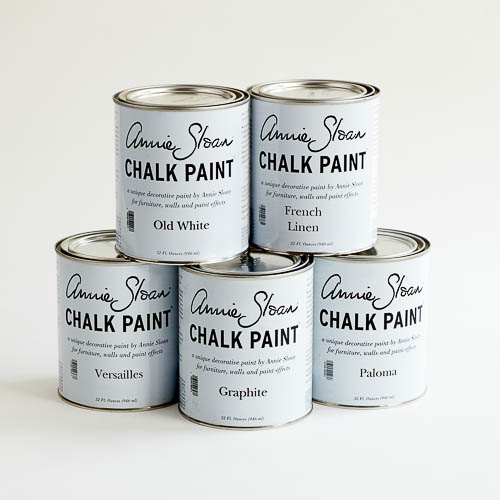 Annie Sloan
CHALK PAINT
a unique decorative paint by Annie Sloan
for furniture, walls and paint effects
Old White
32 Fl. Ounces (946 ml)
Annie Sloan
CHALK PAINT
a unique decorative paint by Annie Sloan
for furniture, walls and paint effects
French
Linen
32 Fl. Ounces (946 ml)
Annie Sloan
CHALK PAINT
a unique decorative paint by Annie Sloan
for furniture, walls and paint effects
Versailles
32 Fl. Ounces (946 ml)
Annie Sloan
CHALK PAINT
a unique decorative paint by Annie Sloan
for furniture, walls and paint effects
Graphite
32 Fl. Ounces (946 ml)
Annie Sloan
CHALK PAINT
a unique decorative paint by Annie Sloan
for furniture, walls and paint effects
Paloma
32 Fl. Ounces (946 ml)